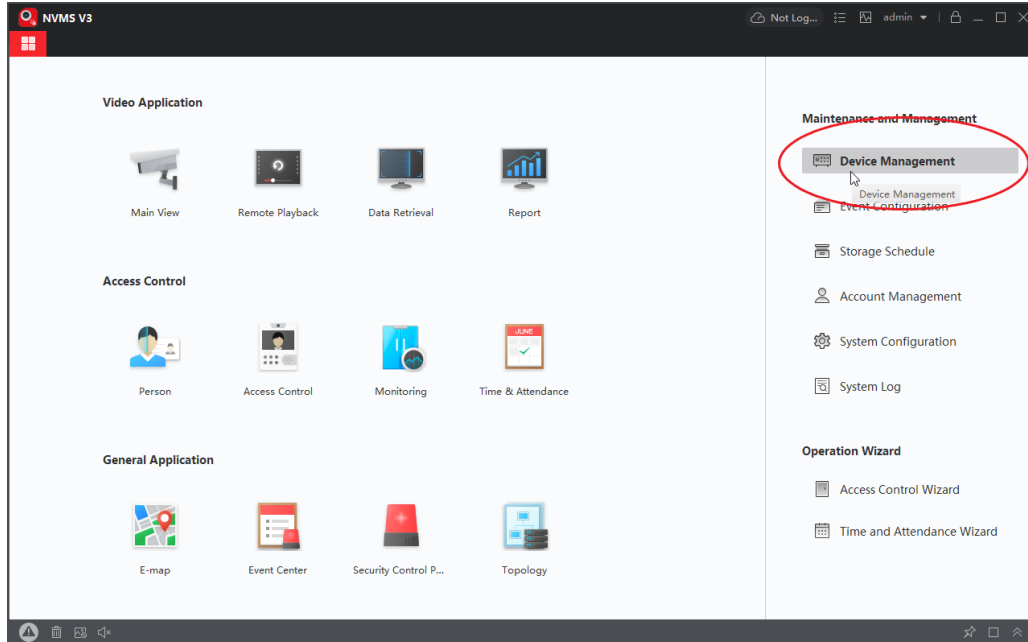 NVMS V3
Not Log...
admin
Video Application
Main View
Remote Playback
Data Retrieval
Report
Access Control
JUNE
Person
Access Control
Monitoring
Time & Attendance
General Application
E-map
Event Center
Security Control P...
Topology
Maintenance and Management
Device Management
Device Management
Event Configuration
Storage Schedule
Account Management
System Configuration
System Log
Operation Wizard
Access Control Wizard
Time and Attendance Wizard